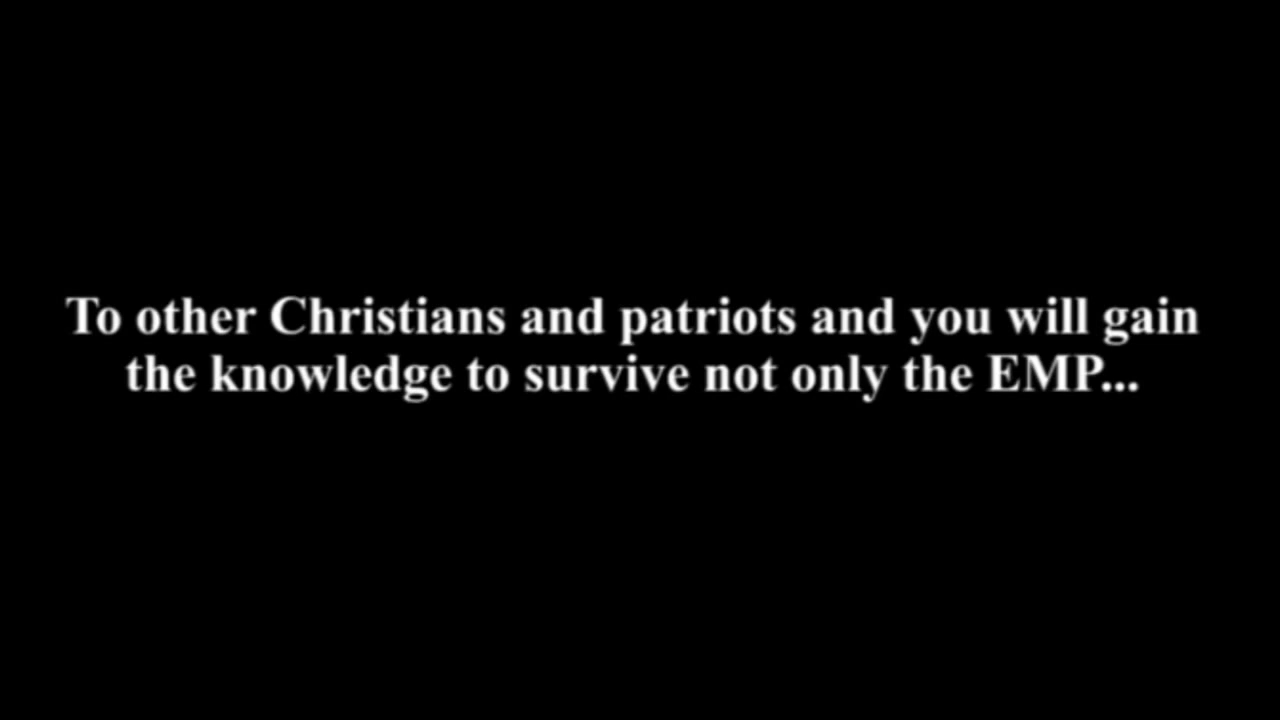 To other Christians and patriots and you will gain
the knowledge to survive not only the EMP...